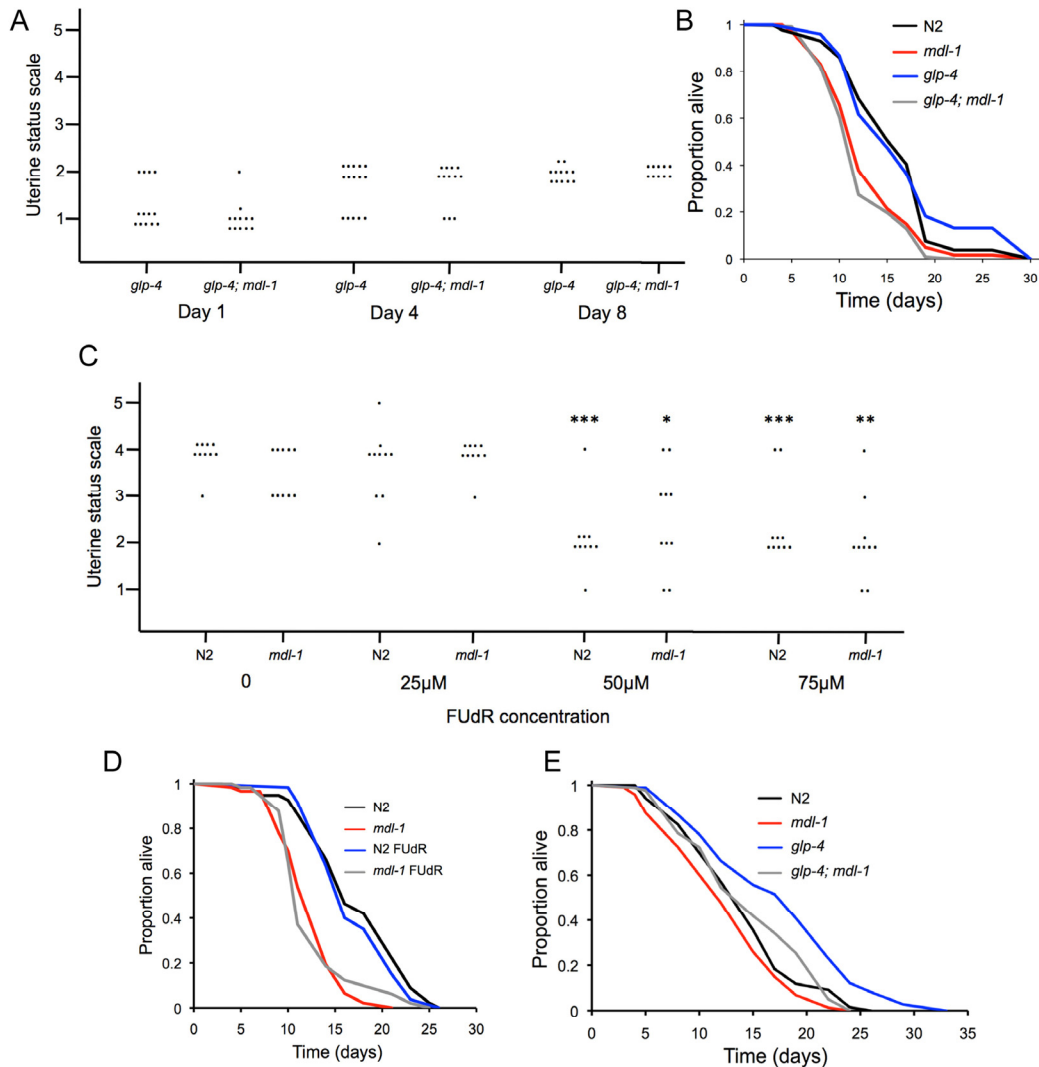 A
Uterine status scale
5
4
3
2
1
glp-4
glp-4; mdl-1
glp-4
glp-4; mdl-1
glp-4
glp-4; mdl-1
Day 1
Day 4
Day 8
B
Proportion alive
1
0.8
0.6
0.4
0.2
0
0
5
10
15
20
25
30
Time (days)
N2
mdl-1
glp-4
glp-4; mdl-1
C
Uterine status scale
5
4
3
2
1
***
*
***
**
N2
mdl-1
N2
mdl-1
N2
mdl-1
N2
mdl-1
0
25µM
50µM
75µM
FUdR concentration
D
Proportion alive
1
0.8
0.6
0.4
0.2
0
0
5
10
15
20
25
30
Time (days)
N2
mdl-1
N2 FUdR
mdl-1 FUdR
E
Proportion alive
1
0.8
0.6
0.4
0.2
0
0
5
10
15
20
25
30
35
Time (days)
N2
mdl-1
glp-4
glp-4; mdl-1